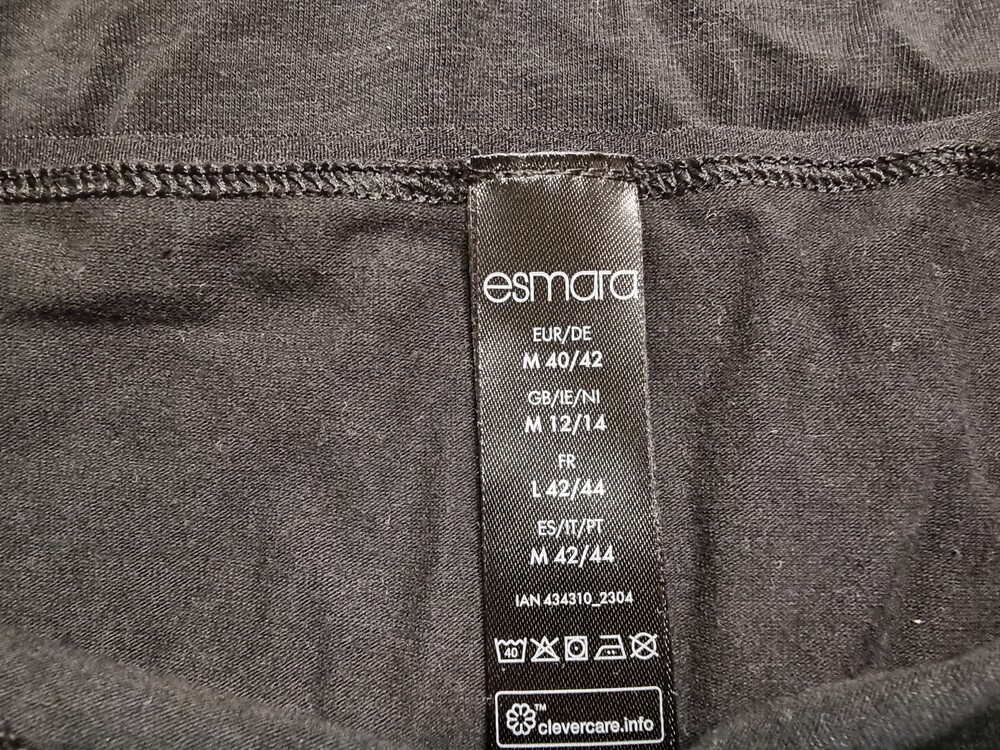 esmara
EUR/DE
M 40/42
GB/IE/NI
M 12/14
FR
L 42/44
ES/IT/PT
M 42/44
IAN 434310_2304
40
™
clevercare.info